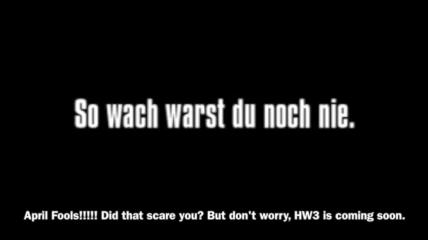 So wach warst du noch nie.
April Fools!!!!! Did that scare you? But don't worry, HW3 is coming soon.